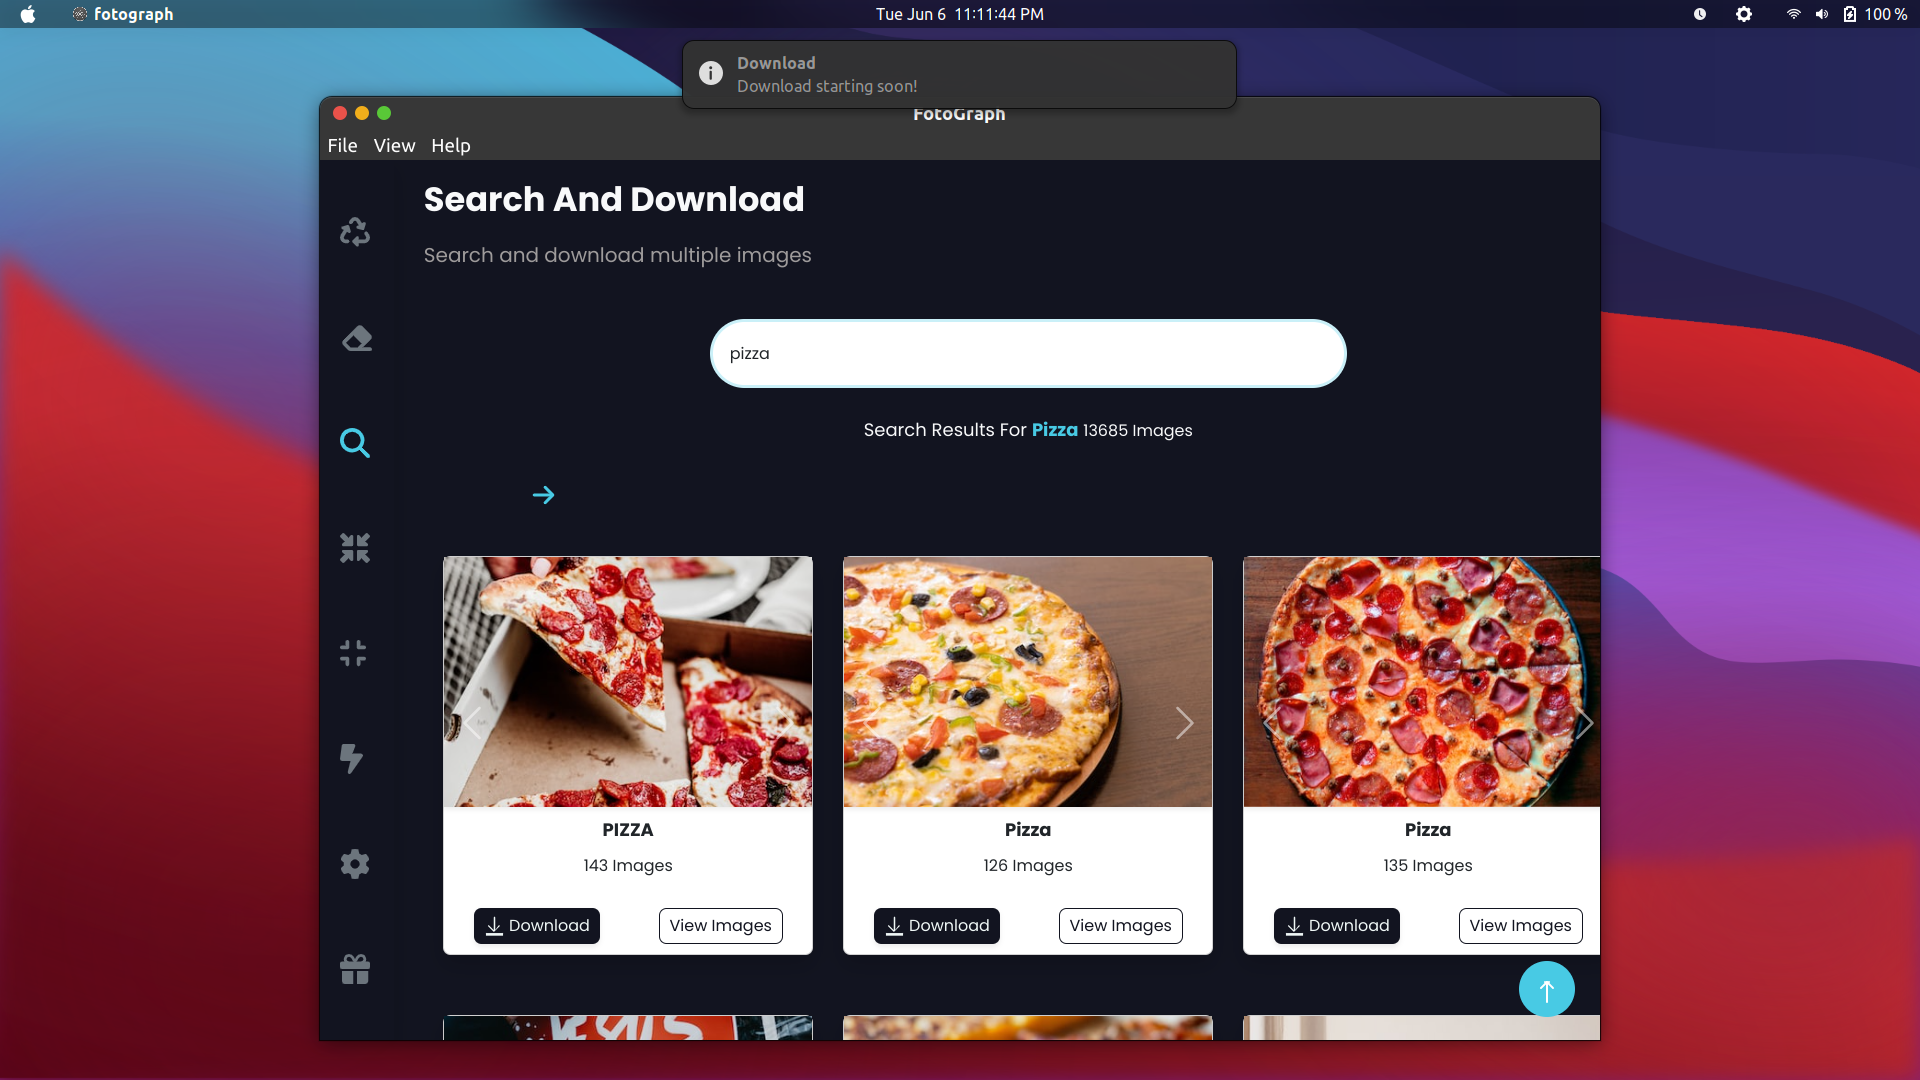 fotograph
Tue Jun 6 11:11:44 PM
100 %
Download
Download starting soon!
FotoGraph
File View Help
Search And Download
Search and download multiple images
pizza
Search Results For Pizza 13685 Images
PIZZA
143 Images
Download View Images
Pizza
126 Images
Download View Images
Pizza
135 Images
Download View Images